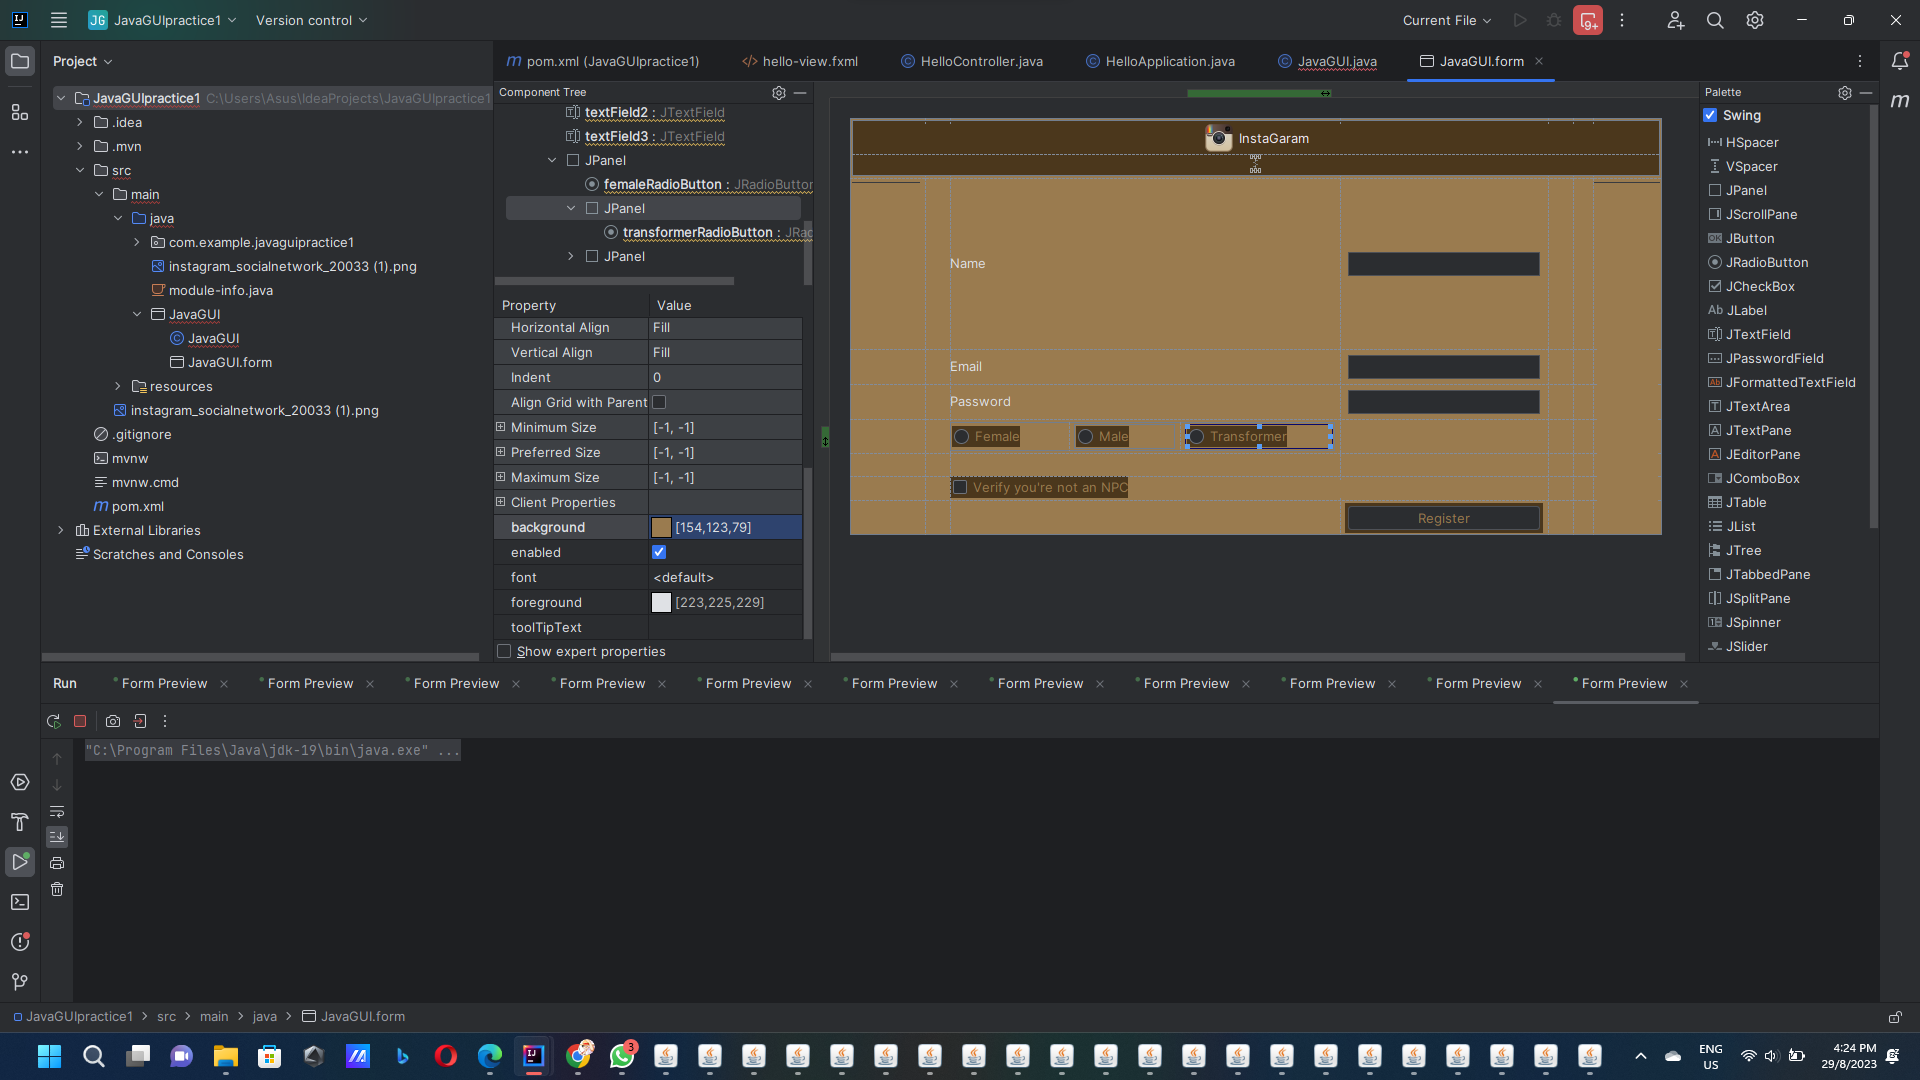 JG JavaGUIpractice1 Version control Current File 9+
Project
JavaGUIpractice1 C:\Users\Asus\IdeaProjects\JavaGUIpractice1
.idea
.mvn
src
main
java
com.example.javaguipractice1
instagram_socialnetwork_20033 (1).png
module-info.java
JavaGUI
JavaGUI
JavaGUI.form
resources
instagram_socialnetwork_20033 (1).png
.gitignore
mvnw
mvnw.cmd
pom.xml
External Libraries
Scratches and Consoles
pom.xml (JavaGUIpractice1) hello-view.fxml HelloController.java HelloApplication.java JavaGUI.java JavaGUI.form
Component Tree
textField2 : JTextField
textField3 : JTextField
JPanel
femaleRadioButton : JRadioButton
JPanel
transformerRadioButton : JRad
JPanel
Property Value
Horizontal Align Fill
Vertical Align Fill
Indent 0
Align Grid with Parent
Minimum Size [-1, -1]
Preferred Size [-1, -1]
Maximum Size [-1, -1]
Client Properties
background [154,123,79]
enabled
font <default>
foreground [223,225,229]
toolTipText
Show expert properties
InstaGaram
Name
Email
Password
Female Male Transformer
Verify you're not an NPC
Register
Palette
Swing
HSpacer
VSpacer
JPanel
JScrollPane
JButton
JRadioButton
JCheckBox
JLabel
JTextField
JPasswordField
JFormattedTextField
JTextArea
JTextPane
JEditorPane
JComboBox
JTable
JList
JTree
JTabbedPane
JSplitPane
JSpinner
JSlider
Run Form Preview Form Preview Form Preview Form Preview Form Preview Form Preview Form Preview Form Preview Form Preview Form Preview Form Preview
"C:\Program Files\Java\jdk-19\bin\java.exe" ...
JavaGUIpractice1 > src > main > java > JavaGUI.form
3
ENG
US
4:24 PM
29/8/2023